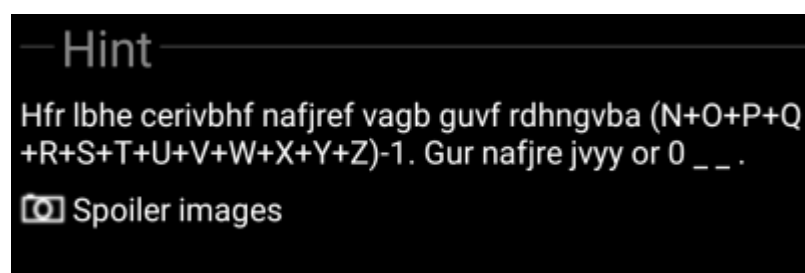 Hint
Hfr lbhe cerivbhf nafjref vagb guvf rdhngvba (N+O+P+Q
+R+S+T+U+V+W+X+Y+Z)-1. Gur nafjre jvyy or 0 _ _ .
Spoiler images